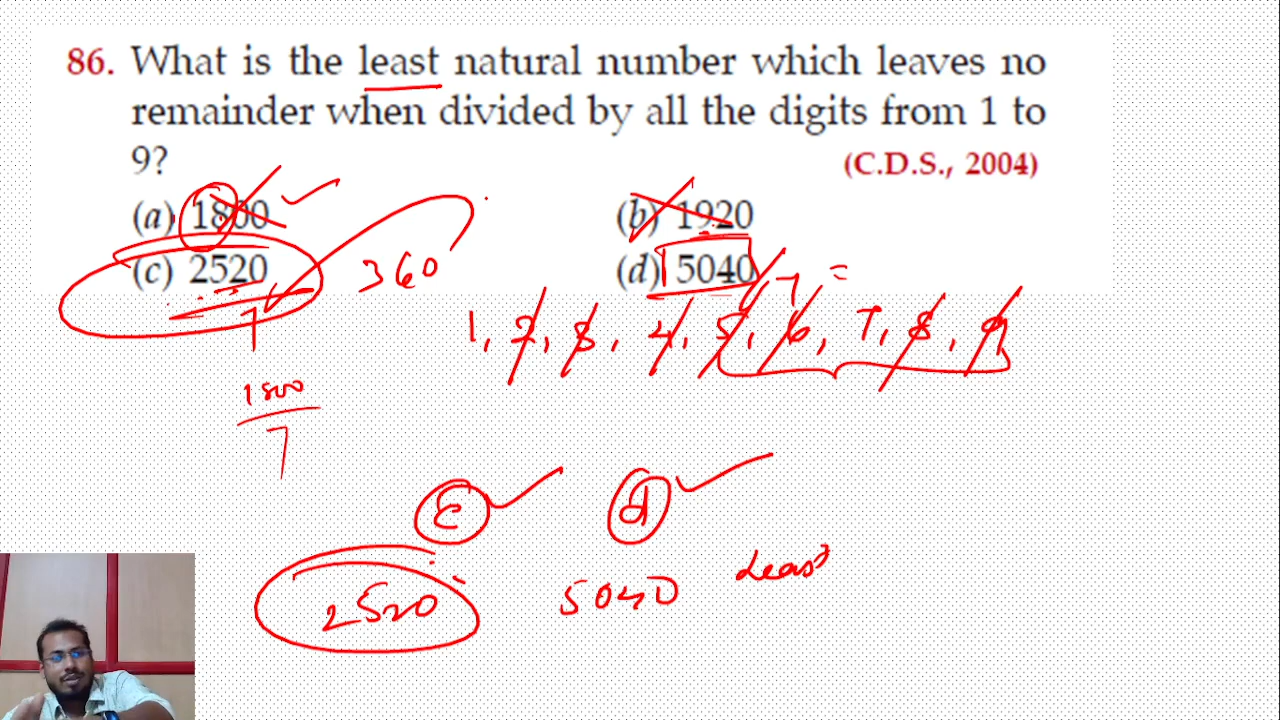 86. What is the least natural number which leaves no
remainder when divided by all the digits from 1 to
9? (C.D.S., 2004)
(a) 1800 (b) 1920
(c) 2520 (d) 5040
7 360
1, 2, 3, 4, 5, 6, 7, 8, 9
1800
7
c d
2520 5040 Least